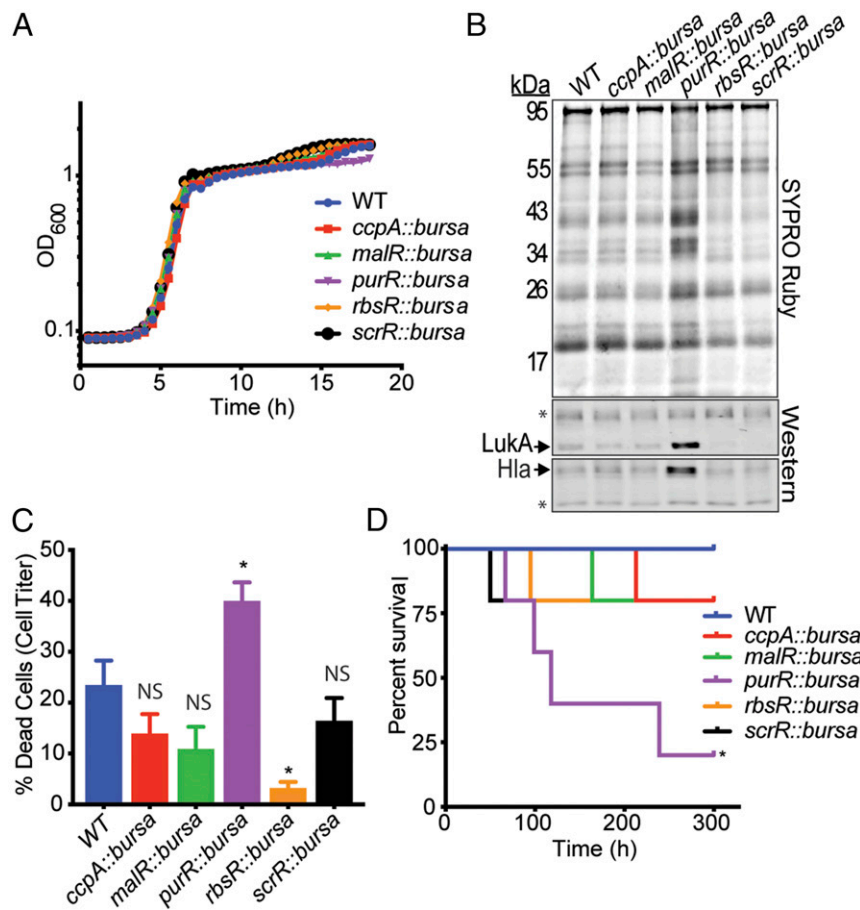 A
OD600
1
0.1
0
5
10
15
20
Time (h)
WT
ccpA::bursa
malR::bursa
purR::bursa
rbsR::bursa
scrR::bursa
B
kDa
WT
ccpA::bursa
malR::bursa
purR::bursa
rbsR::bursa
scrR::bursa
95
55
43
34
26
17
SYPRO Ruby
*
LukA
Hla
*
Western
C
% Dead Cells (Cell Titer)
50
40
30
20
10
0
NS
NS
*
*
NS
WT
ccpA::bursa
malR::bursa
purR::bursa
rbsR::bursa
scrR::bursa
D
Percent survival
100
75
50
25
0
100
200
300
Time (h)
WT
ccpA::bursa
malR::bursa
purR::bursa
rbsR::bursa
scrR::bursa
*